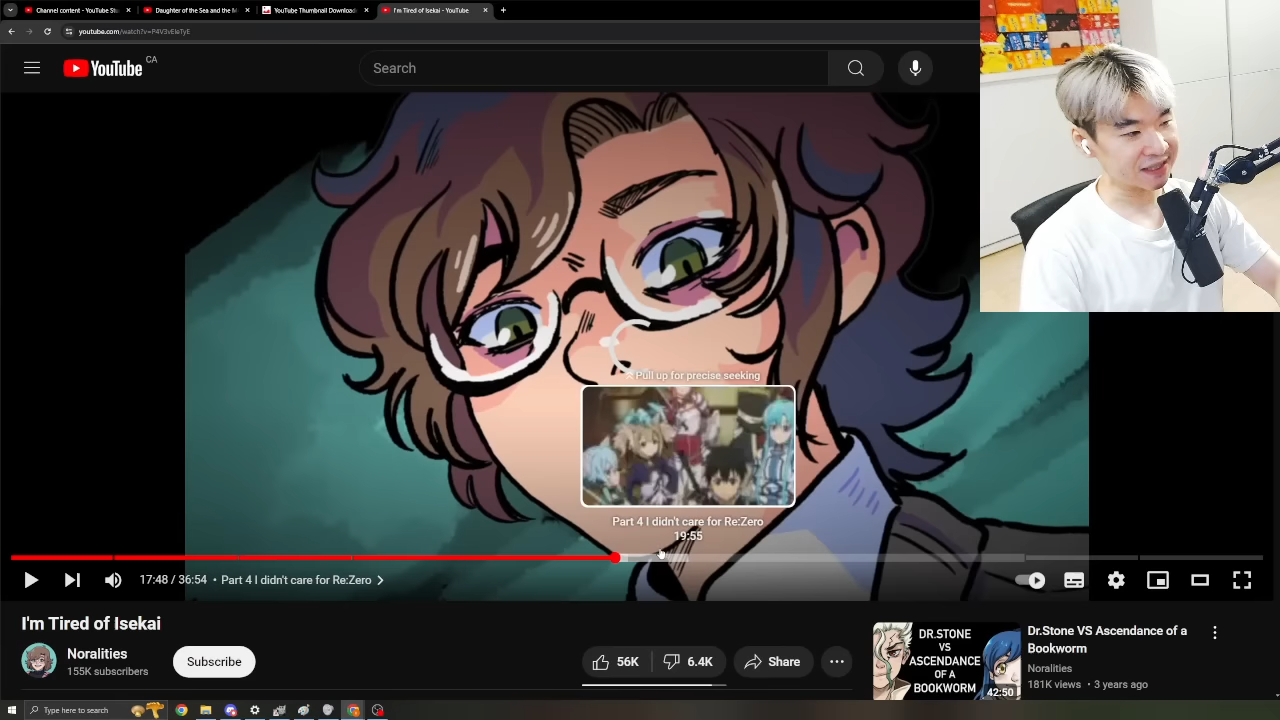 Channel content - YouTube Stu
Daughter of the Sea and the M
YouTube Thumbnail Download
I'm Tired of Isekai - YouTube
youtube.com/watch?v=P4V3vEleTyE
YouTube CA
Search
Pull up for precise seeking
Part 4 I didn't care for Re:Zero
19:55
17:48 / 36:54 • Part 4 I didn't care for Re:Zero
I'm Tired of Isekai
Noralities
155K subscribers
Subscribe
56K
6.4K
Share
DR.STONE
VS
ASCENDANCE
OF A
BOOKWORM
42:50
Dr.Stone VS Ascendance of a
Bookworm
Noralities
181K views • 3 years ago
Type here to search